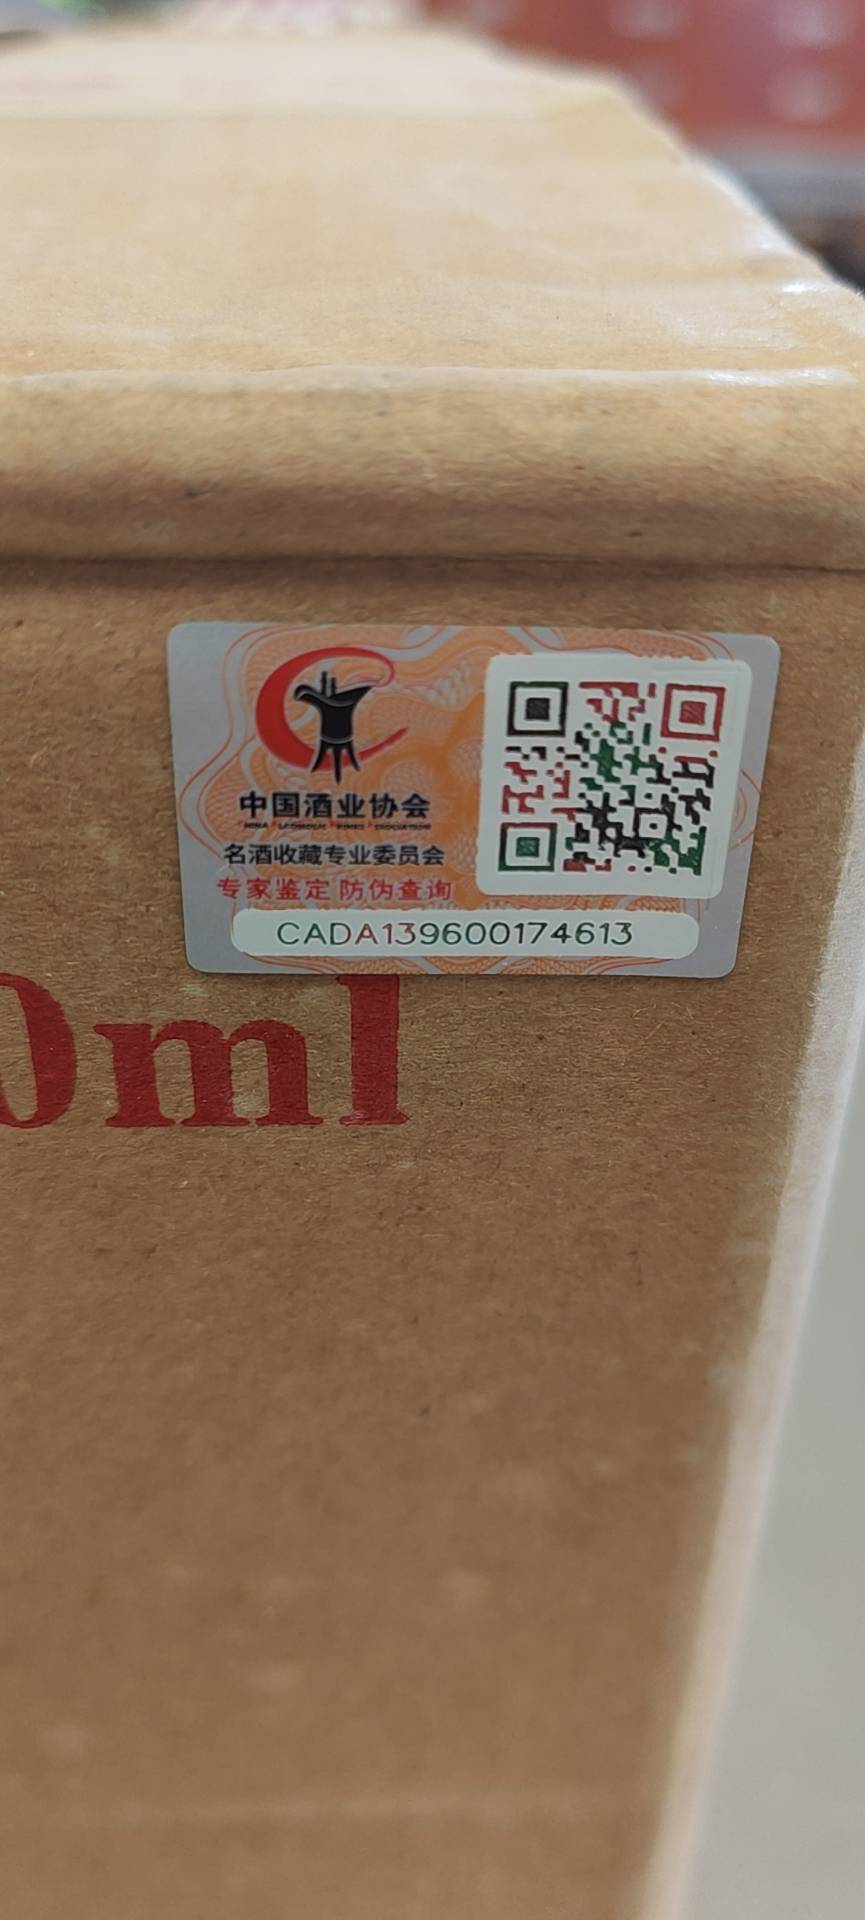 中国酒业协会
名酒收藏专业委员会
专家鉴定 防伪查询
CADA139600174613
0ml